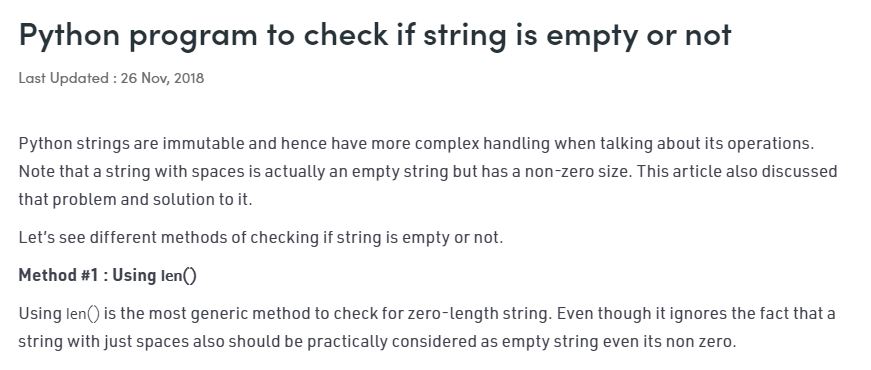 Python program to check if string is empty or not
Last Updated : 26 Nov, 2018
Python strings are immutable and hence have more complex handling when talking about its operations.
Note that a string with spaces is actually an empty string but has a non-zero size. This article also discussed
that problem and solution to it.
Let's see different methods of checking if string is empty or not.
Method #1 : Using len()
Using len() is the most generic method to check for zero-length string. Even though it ignores the fact that a
string with just spaces also should be practically considered as empty string even its non zero.